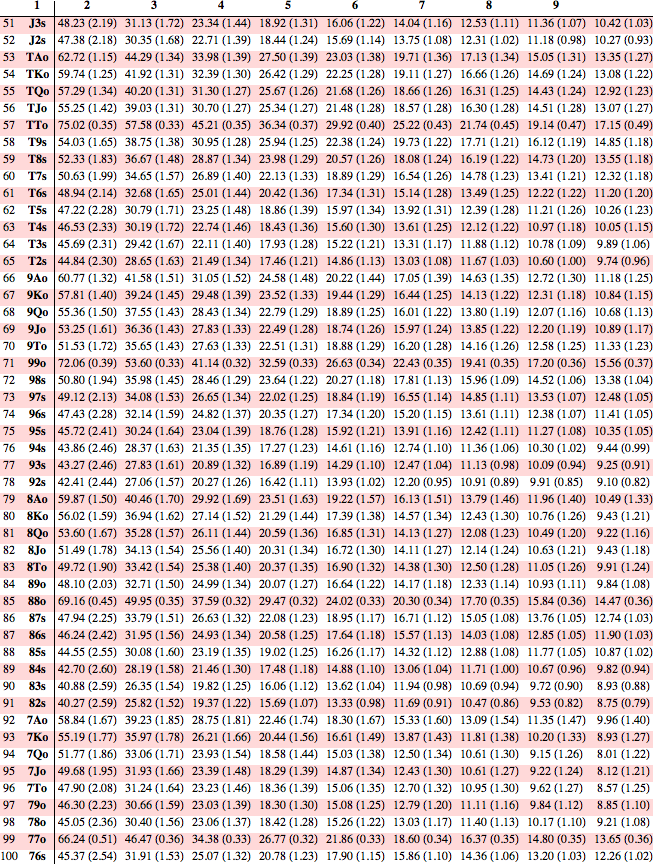 1 2 3 4 5 6 7 8 9
51 J3s 48.23 (2.19) 31.13 (1.72) 23.34 (1.44) 18.92 (1.31) 16.06 (1.22) 14.04 (1.16) 12.53 (1.11) 11.36 (1.07) 10.42 (1.03)
52 J2s 47.38 (2.18) 30.35 (1.68) 22.71 (1.39) 18.44 (1.24) 15.69 (1.14) 13.75 (1.08) 12.31 (1.02) 11.18 (0.98) 10.27 (0.93)
53 TAo 62.72 (1.15) 44.29 (1.34) 33.98 (1.39) 27.50 (1.39) 23.03 (1.38) 19.71 (1.36) 17.13 (1.34) 15.05 (1.31) 13.35 (1.27)
54 TKo 59.74 (1.25) 41.92 (1.31) 32.39 (1.30) 26.42 (1.29) 22.25 (1.28) 19.11 (1.27) 16.66 (1.26) 14.69 (1.24) 13.08 (1.22)
55 TQo 57.29 (1.34) 40.20 (1.31) 31.30 (1.27) 25.67 (1.26) 21.68 (1.26) 18.66 (1.26) 16.31 (1.25) 14.43 (1.24) 12.92 (1.23)
56 TJo 55.25 (1.42) 39.03 (1.31) 30.70 (1.27) 25.34 (1.27) 21.48 (1.28) 18.57 (1.28) 16.30 (1.28) 14.51 (1.28) 13.07 (1.27)
57 TTo 75.02 (0.35) 57.58 (0.33) 45.21 (0.35) 36.34 (0.37) 29.92 (0.40) 25.22 (0.43) 21.74 (0.45) 19.14 (0.47) 17.15 (0.49)
58 T9s 54.03 (1.65) 38.75 (1.38) 30.95 (1.28) 25.94 (1.25) 22.38 (1.24) 19.73 (1.22) 17.71 (1.21) 16.12 (1.19) 14.85 (1.18)
59 T8s 52.33 (1.83) 36.67 (1.48) 28.87 (1.34) 23.98 (1.29) 20.57 (1.26) 18.08 (1.24) 16.19 (1.22) 14.73 (1.20) 13.55 (1.18)
60 T7s 50.63 (1.99) 34.65 (1.57) 26.89 (1.40) 22.13 (1.33) 18.89 (1.29) 16.54 (1.26) 14.78 (1.23) 13.41 (1.21) 12.32 (1.18)
61 T6s 48.94 (2.14) 32.68 (1.65) 25.01 (1.44) 20.42 (1.36) 17.34 (1.31) 15.14 (1.28) 13.49 (1.25) 12.22 (1.22) 11.20 (1.20)
62 T5s 47.22 (2.28) 30.79 (1.71) 23.25 (1.48) 18.86 (1.39) 15.97 (1.34) 13.92 (1.31) 12.39 (1.28) 11.21 (1.26) 10.26 (1.23)
63 T4s 46.53 (2.33) 30.19 (1.72) 22.74 (1.46) 18.43 (1.36) 15.60 (1.30) 13.61 (1.25) 12.12 (1.22) 10.97 (1.18) 10.05 (1.15)
64 T3s 45.69 (2.31) 29.42 (1.67) 22.11 (1.40) 17.93 (1.28) 15.22 (1.21) 13.31 (1.17) 11.88 (1.12) 10.78 (1.09) 9.89 (1.06)
65 T2s 44.84 (2.30) 28.65 (1.63) 21.49 (1.34) 17.46 (1.21) 14.86 (1.13) 13.03 (1.08) 11.67 (1.03) 10.60 (1.00) 9.74 (0.96)
66 9Ao 60.77 (1.32) 41.58 (1.51) 31.05 (1.52) 24.58 (1.48) 20.22 (1.44) 17.05 (1.39) 14.63 (1.35) 12.72 (1.30) 11.18 (1.25)
67 9Ko 57.81 (1.40) 39.24 (1.45) 29.48 (1.39) 23.52 (1.33) 19.44 (1.29) 16.44 (1.25) 14.13 (1.22) 12.31 (1.18) 10.84 (1.15)
68 9Qo 55.36 (1.50) 37.55 (1.43) 28.43 (1.34) 22.79 (1.29) 18.89 (1.25) 16.01 (1.22) 13.80 (1.19) 12.07 (1.16) 10.68 (1.13)
69 9Jo 53.25 (1.61) 36.36 (1.43) 27.83 (1.33) 22.49 (1.28) 18.74 (1.26) 15.97 (1.24) 13.85 (1.22) 12.20 (1.19) 10.89 (1.17)
70 9To 51.53 (1.72) 35.65 (1.43) 27.63 (1.32) 22.51 (1.31) 18.88 (1.29) 16.20 (1.28) 14.16 (1.26) 12.58 (1.25) 11.33 (1.23)
71 99o 72.06 (0.39) 53.60 (0.33) 41.14 (0.32) 32.59 (0.33) 26.63 (0.34) 22.43 (0.35) 19.41 (0.35) 17.20 (0.36) 15.56 (0.37)
72 98s 50.80 (1.94) 35.98 (1.45) 28.46 (1.29) 23.64 (1.22) 20.27 (1.18) 17.81 (1.13) 15.96 (1.09) 14.52 (1.06) 13.38 (1.04)
73 97s 49.12 (2.13) 34.08 (1.53) 26.65 (1.34) 22.02 (1.25) 18.84 (1.19) 16.55 (1.14) 14.85 (1.11) 13.53 (1.07) 12.48 (1.05)
74 96s 47.43 (2.28) 32.14 (1.59) 24.82 (1.37) 20.35 (1.27) 17.34 (1.20) 15.20 (1.15) 13.61 (1.11) 12.38 (1.07) 11.41 (1.05)
75 95s 45.72 (2.41) 30.24 (1.64) 23.04 (1.39) 18.76 (1.28) 15.92 (1.21) 13.91 (1.16) 12.42 (1.11) 11.27 (1.08) 10.35 (1.05)
76 94s 43.86 (2.46) 28.37 (1.63) 21.35 (1.35) 17.27 (1.23) 14.61 (1.16) 12.74 (1.10) 11.36 (1.06) 10.30 (1.02) 9.44 (0.99)
77 93s 43.27 (2.46) 27.83 (1.61) 20.89 (1.32) 16.89 (1.19) 14.29 (1.10) 12.47 (1.04) 11.13 (0.98) 10.09 (0.94) 9.25 (0.91)
78 92s 42.41 (2.44) 27.06 (1.57) 20.27 (1.26) 16.42 (1.11) 13.93 (1.02) 12.20 (0.95) 10.91 (0.89) 9.91 (0.85) 9.10 (0.82)
79 8Ao 59.87 (1.50) 40.46 (1.70) 29.92 (1.69) 23.51 (1.63) 19.22 (1.57) 16.13 (1.51) 13.79 (1.46) 11.96 (1.40) 10.49 (1.33)
80 8Ko 56.02 (1.59) 36.94 (1.62) 27.14 (1.52) 21.29 (1.44) 17.39 (1.38) 14.57 (1.34) 12.43 (1.30) 10.76 (1.26) 9.43 (1.21)
81 8Qo 53.60 (1.67) 35.28 (1.57) 26.11 (1.44) 20.59 (1.36) 16.85 (1.31) 14.13 (1.27) 12.08 (1.23) 10.49 (1.20) 9.22 (1.16)
82 8Jo 51.49 (1.78) 34.13 (1.54) 25.56 (1.40) 20.31 (1.34) 16.72 (1.30) 14.11 (1.27) 12.14 (1.24) 10.63 (1.21) 9.43 (1.18)
83 8To 49.72 (1.90) 33.42 (1.54) 25.38 (1.40) 20.37 (1.35) 16.90 (1.32) 14.38 (1.30) 12.50 (1.28) 11.05 (1.26) 9.91 (1.24)
84 89o 48.10 (2.03) 32.71 (1.50) 24.99 (1.34) 20.07 (1.27) 16.64 (1.22) 14.17 (1.18) 12.33 (1.14) 10.93 (1.11) 9.84 (1.08)
85 88o 69.16 (0.45) 49.95 (0.35) 37.59 (0.32) 29.47 (0.32) 24.02 (0.33) 20.30 (0.34) 17.70 (0.35) 15.84 (0.36) 14.47 (0.36)
86 87s 47.94 (2.25) 33.79 (1.51) 26.63 (1.32) 22.08 (1.23) 18.95 (1.17) 16.71 (1.12) 15.05 (1.08) 13.76 (1.05) 12.74 (1.03)
87 86s 46.24 (2.42) 31.95 (1.56) 24.93 (1.34) 20.58 (1.25) 17.64 (1.18) 15.57 (1.13) 14.03 (1.08) 12.85 (1.05) 11.90 (1.03)
88 85s 44.55 (2.55) 30.08 (1.60) 23.19 (1.35) 19.02 (1.25) 16.26 (1.17) 14.32 (1.12) 12.88 (1.08) 11.77 (1.05) 10.87 (1.02)
89 84s 42.70 (2.60) 28.19 (1.58) 21.46 (1.30) 17.48 (1.18) 14.88 (1.10) 13.06 (1.04) 11.71 (1.00) 10.67 (0.96) 9.82 (0.94)
90 83s 40.88 (2.59) 26.35 (1.54) 19.82 (1.25) 16.06 (1.12) 13.62 (1.04) 11.94 (0.98) 10.69 (0.94) 9.72 (0.90) 8.93 (0.88)
91 82s 40.27 (2.59) 25.82 (1.52) 19.37 (1.22) 15.69 (1.07) 13.33 (0.98) 11.69 (0.91) 10.47 (0.86) 9.53 (0.82) 8.75 (0.79)
92 7Ao 58.84 (1.67) 39.23 (1.85) 28.75 (1.81) 22.46 (1.74) 18.30 (1.67) 15.33 (1.60) 13.09 (1.54) 11.35 (1.47) 9.96 (1.40)
93 7Ko 55.19 (1.77) 35.97 (1.78) 26.21 (1.66) 20.44 (1.56) 16.61 (1.49) 13.87 (1.43) 11.81 (1.38) 10.20 (1.33) 8.93 (1.27)
94 7Qo 51.77 (1.86) 33.06 (1.71) 23.93 (1.54) 18.58 (1.44) 15.03 (1.38) 12.50 (1.34) 10.61 (1.30) 9.15 (1.26) 8.01 (1.22)
95 7Jo 49.68 (1.95) 31.93 (1.66) 23.39 (1.48) 18.29 (1.39) 14.87 (1.34) 12.43 (1.30) 10.61 (1.27) 9.22 (1.24) 8.12 (1.21)
96 7To 47.90 (2.08) 31.24 (1.64) 23.23 (1.46) 18.36 (1.39) 15.06 (1.35) 12.70 (1.32) 10.95 (1.30) 9.62 (1.27) 8.57 (1.25)
97 79o 46.30 (2.23) 30.66 (1.59) 23.03 (1.39) 18.30 (1.30) 15.08 (1.25) 12.79 (1.20) 11.11 (1.16) 9.84 (1.12) 8.85 (1.10)
98 78o 45.05 (2.36) 30.40 (1.56) 23.06 (1.37) 18.42 (1.28) 15.26 (1.22) 13.03 (1.17) 11.40 (1.13) 10.17 (1.10) 9.21 (1.08)
99 77o 66.24 (0.51) 46.47 (0.36) 34.38 (0.33) 26.77 (0.32) 21.86 (0.33) 18.60 (0.34) 16.37 (0.35) 14.80 (0.35) 13.65 (0.36)
100 76s 45.37 (2.54) 31.91 (1.53) 25.07 (1.32) 20.78 (1.23) 17.90 (1.15) 15.86 (1.10) 14.36 (1.06) 13.20 (1.03) 12.26 (1.02)